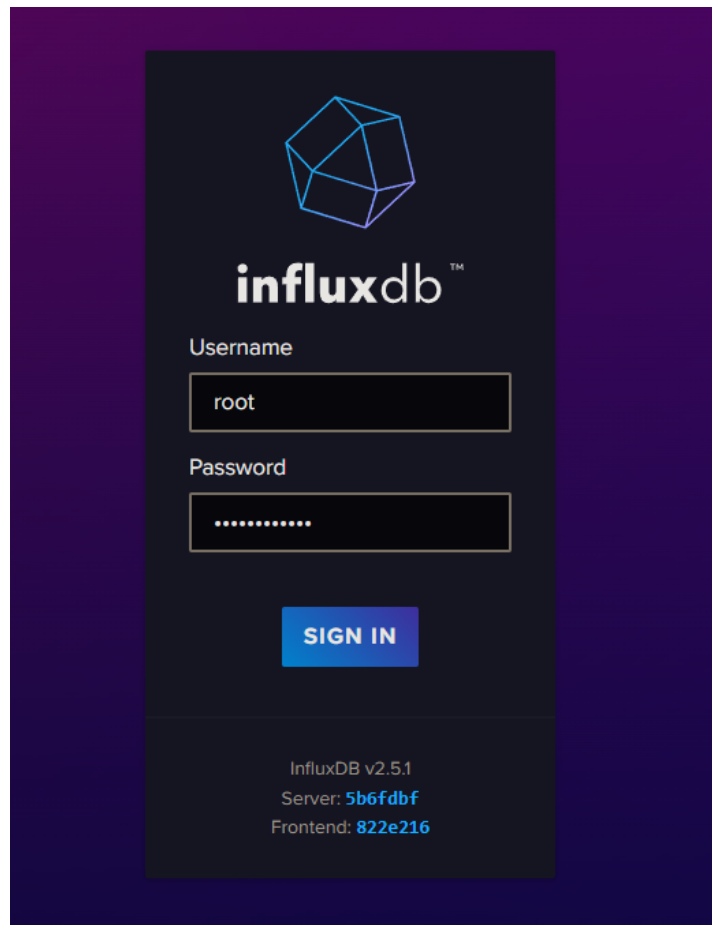 influxdb™
Username
root
Password
••••••••••••
SIGN IN
InfluxDB v2.5.1
Server: 5b6fdbf
Frontend: 822e216